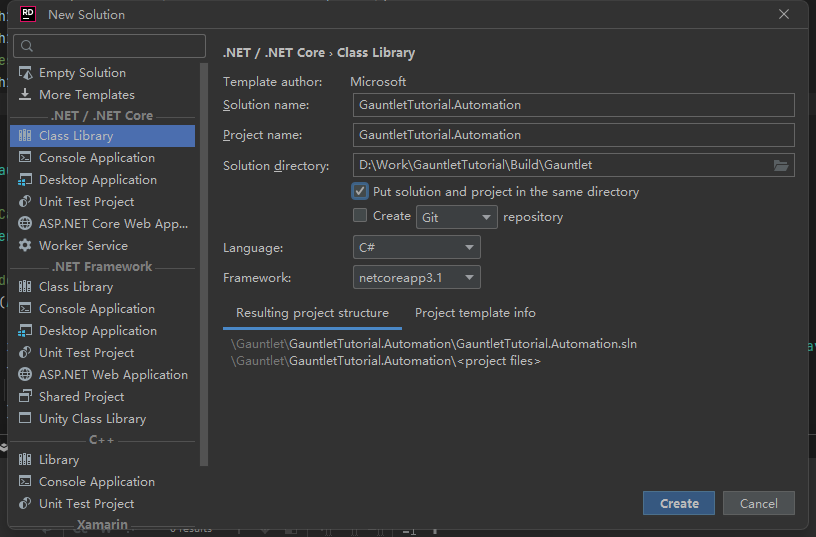 RD
New Solution
Empty Solution
More Templates
.NET / .NET Core
Class Library
Console Application
Desktop Application
Unit Test Project
ASP.NET Core Web App...
Worker Service
.NET Framework
Class Library
Console Application
Desktop Application
Unit Test Project
ASP.NET Web Application
Shared Project
Unity Class Library
C++
Library
Console Application
Unit Test Project
Xamarin
.NET / .NET Core › Class Library
Template author: Microsoft
Solution name: GauntletTutorial.Automation
Project name: GauntletTutorial.Automation
Solution directory: D:\Work\GauntletTutorial\Build\Gauntlet
Put solution and project in the same directory
Create Git repository
Language: C#
Framework: netcoreapp3.1
Resulting project structure Project template info
\Gauntlet\GauntletTutorial.Automation\GauntletTutorial.Automation.sln
\Gauntlet\GauntletTutorial.Automation\<project files>
Create Cancel
results